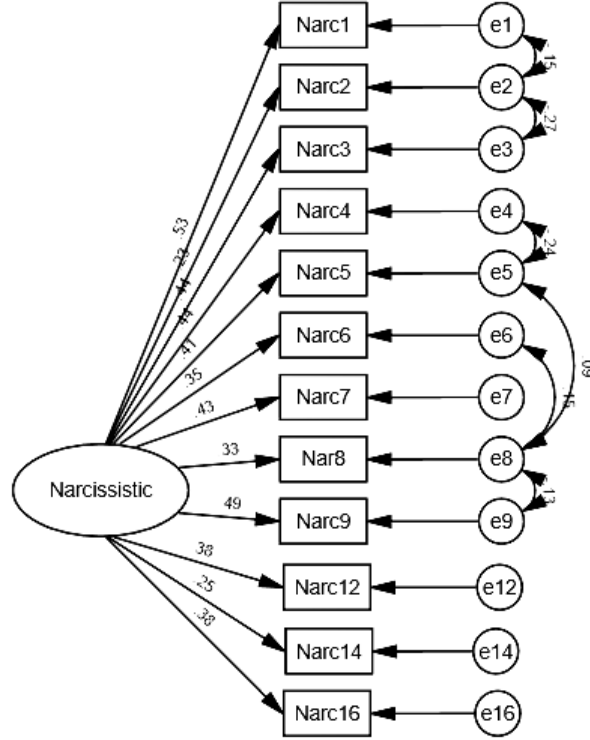 Narc1
e1
.15
Narc2
e2
.27
Narc3
e3
Narc4
e4
.24
Narc5
e5
Narc6
e6
.09
.15
Narc7
e7
Nar8
e8
.13
Narc9
e9
Narc12
e12
Narc14
e14
Narc16
e16
Narcissistic
.53
.23
.44
.44
.41
.35
.43
33
49
38
.25
.38